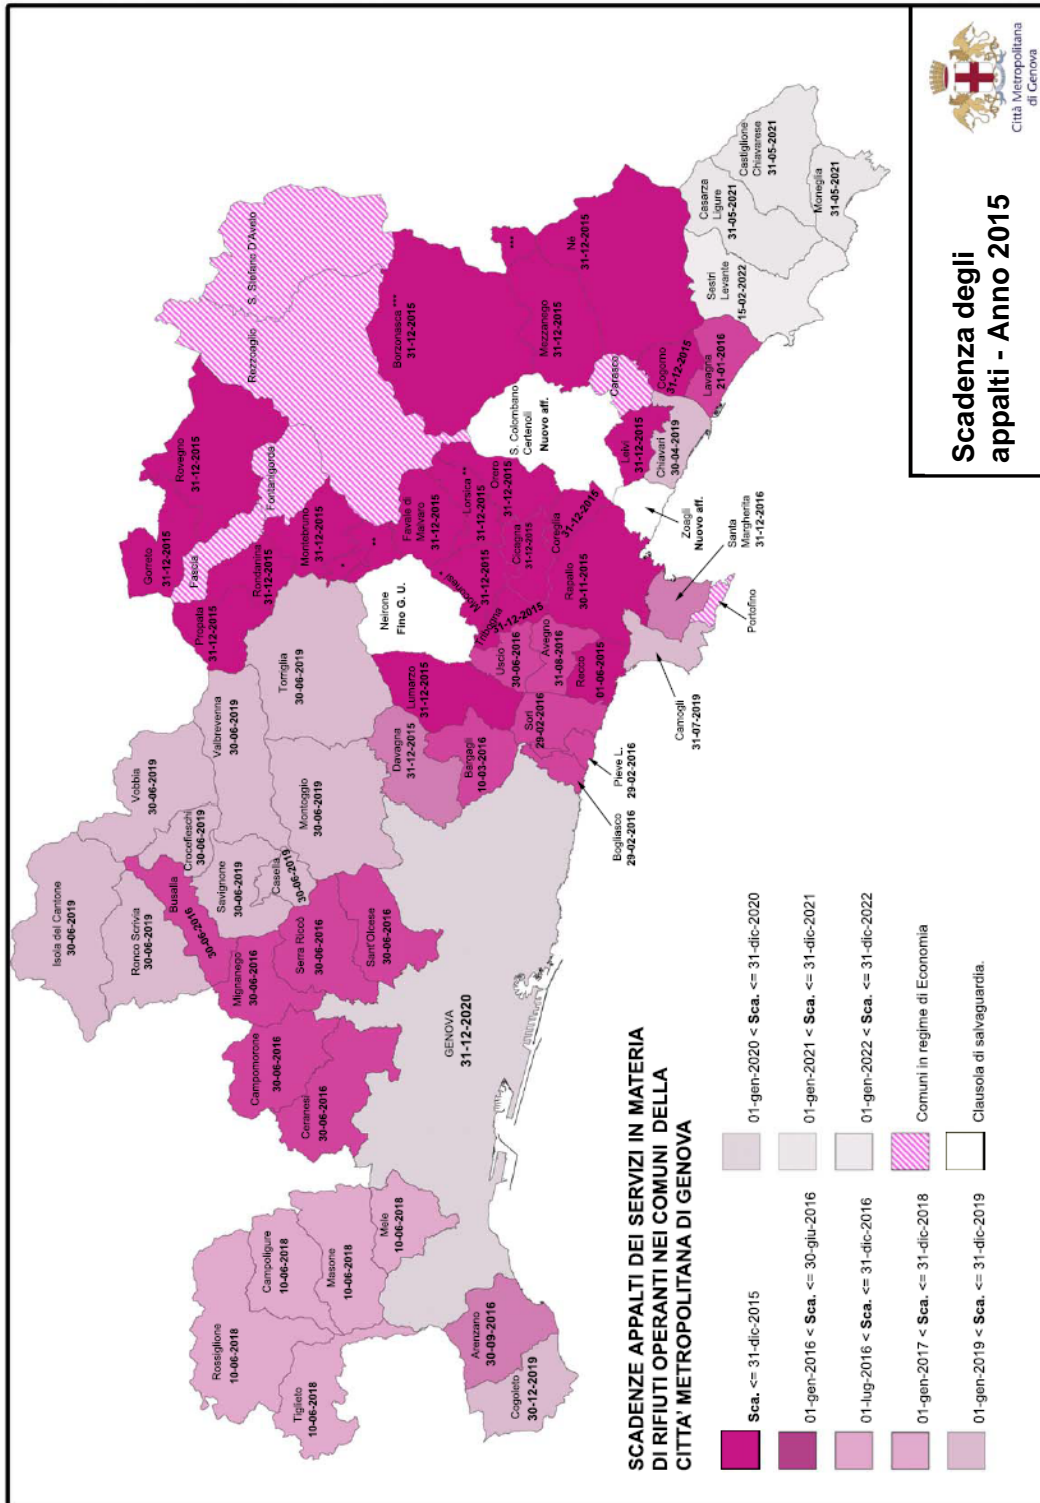 Isola del Cantone
30-06-2019
Vobbia
30-06-2019
Ronco Scrivia
30-06-2019
Crocefieschi
30-06-2019
Valbrevenna
30-06-2019
Busalla
30-06-2016
Savignone
30-06-2019
Casella
30-06-2019
Montoggio
30-06-2019
Torriglia
30-06-2019
Mignanego
30-06-2016
Serra Riccò
30-06-2016
Sant'Olcese
30-06-2016
Campomorone
30-06-2016
Ceranesi
30-06-2016
Rossiglione
10-06-2018
Campoligure
10-06-2018
Tiglieto
10-06-2018
Masone
10-06-2018
Mele
10-06-2018
Arenzano
30-09-2016
Cogoleto
30-12-2019
GENOVA
31-12-2020
Gorreto
31-12-2015
Rovegno
31-12-2015
Fascia
Propata
31-12-2015
Rondanina
31-12-2015
Fontanigorda
Montebruno
31-12-2015
*
**
Rezzoaglio
S. Stefano D'Aveto
Favale di
Malvaro
31-12-2015
Lorsica **
31-12-2015
Orero
31-12-2015
Moconesi *
31-12-2015
Cicagna
31-12-2015
Coreglia
31-12-2015
Neirone
Fino G. U.
Tribogna
31-12-2015
Lumarzo
31-12-2015
Davagna
31-12-2015
Bargagli
10-03-2016
Uscio
30-06-2016
Avegno
31-08-2016
Recco
01-06-2015
Sori
29-02-2016
Pieve L.
29-02-2016
Bogliasco
29-02-2016
Rapallo
30-11-2015
Camogli
31-07-2019
Portofino
Santa
Margherita
31-12-2016
Zoagli
Nuovo aff.
Chiavari
30-04-2019
Leivi
31-12-2015
S. Colombano
Certenoli
Nuovo aff.
Carasco
Cogorno
31-12-2015
Lavagna
21-01-2016
Borzonasca ***
31-12-2015
***
Mezzanego
31-12-2015
Né
31-12-2015
Sestri
Levante
15-02-2022
Casarza
Ligure
31-05-2021
Castiglione
Chiavarese
31-05-2021
Moneglia
31-05-2021
SCADENZE APPALTI DEI SERVIZI IN MATERIA
DI RIFIUTI OPERANTI NEI COMUNI DELLA
CITTA' METROPOLITANA DI GENOVA
Sca. <= 31-dic-2015
01-gen-2016 < Sca. <= 30-giu-2016
01-lug-2016 < Sca. <= 31-dic-2016
01-gen-2017 < Sca. <= 31-dic-2018
01-gen-2019 < Sca. <= 31-dic-2019
01-gen-2020 < Sca. <= 31-dic-2020
01-gen-2021 < Sca. <= 31-dic-2021
01-gen-2022 < Sca. <= 31-dic-2022
Comuni in regime di Economia
Clausola di salvaguardia.
Scadenza degli
appalti - Anno 2015
Città Metropolitana
di Genova